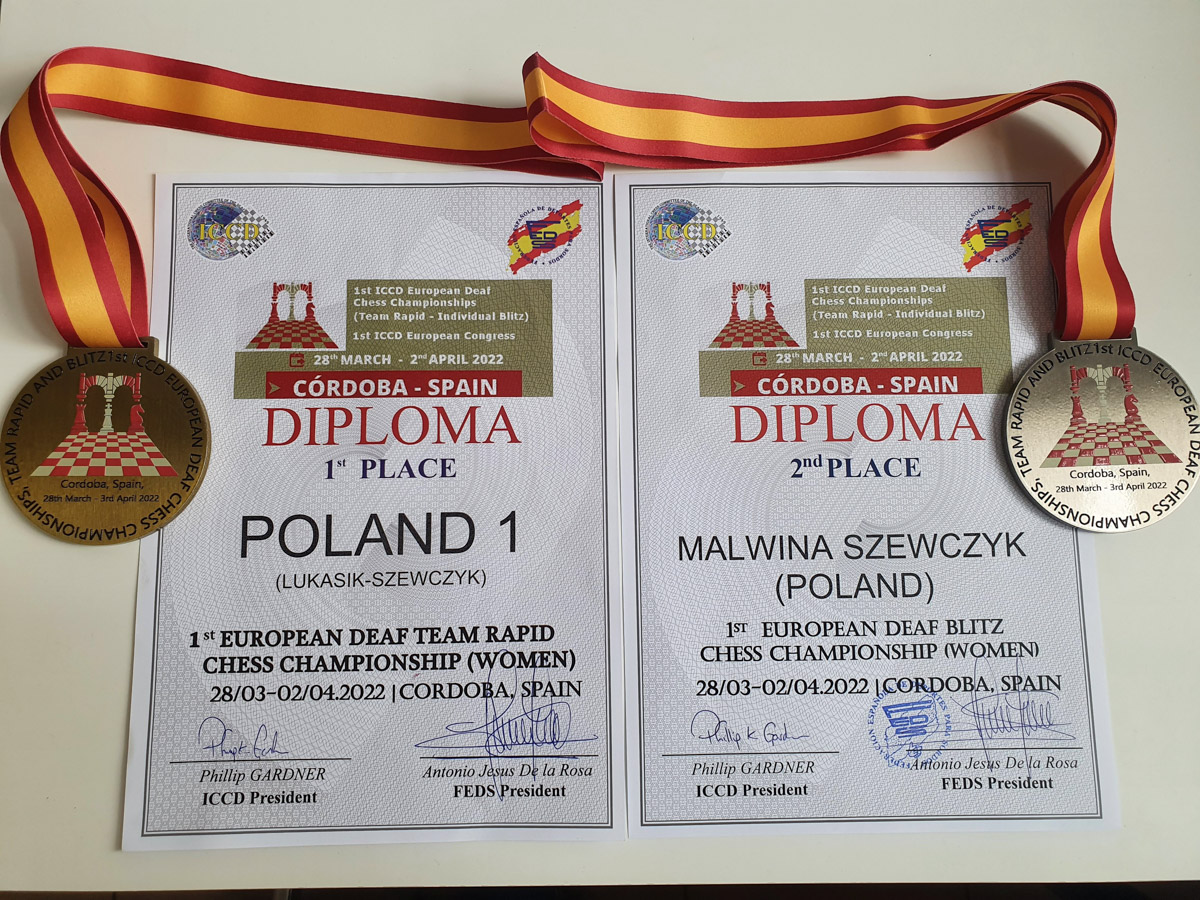 TEAM RAPID AND BLITZ 1st ICCD EUROPEAN DEAF CHESS CHAMPIONSHIPS,
Cordoba, Spain,
28th March - 3rd April 2022
ICCD
1st ICCD European Deaf
Chess Championships
(Team Rapid - Individual Blitz)
1st ICCD European Congress
28th MARCH - 2nd APRIL 2022
CÓRDOBA - SPAIN
DIPLOMA
1st PLACE
POLAND 1
(LUKASIK-SZEWCZYK)
1st EUROPEAN DEAF TEAM RAPID
CHESS CHAMPIONSHIP (WOMEN)
28/03-02/04.2022 | CORDOBA, SPAIN
Phillip GARDNER
ICCD President
Antonio Jesus De la Rosa
FEDS President
ICCD
1st ICCD European Deaf
Chess Championships
(Team Rapid - Individual Blitz)
1st ICCD European Congress
28th MARCH - 2nd APRIL 2022
CÓRDOBA - SPAIN
DIPLOMA
2nd PLACE
MALWINA SZEWCZYK
(POLAND)
1ST EUROPEAN DEAF BLITZ
CHESS CHAMPIONSHIP (WOMEN)
28/03-02/04.2022 | CORDOBA, SPAIN
Phillip K. Gardner
Phillip GARDNER
ICCD President
Antonio Jesus De la Rosa
FEDS President
TEAM RAPID AND BLITZ 1st ICCD EUROPEAN DEAF CHESS CHAMPIONSHIPS,
Cordoba, Spain,
28th March - 3rd April 2022